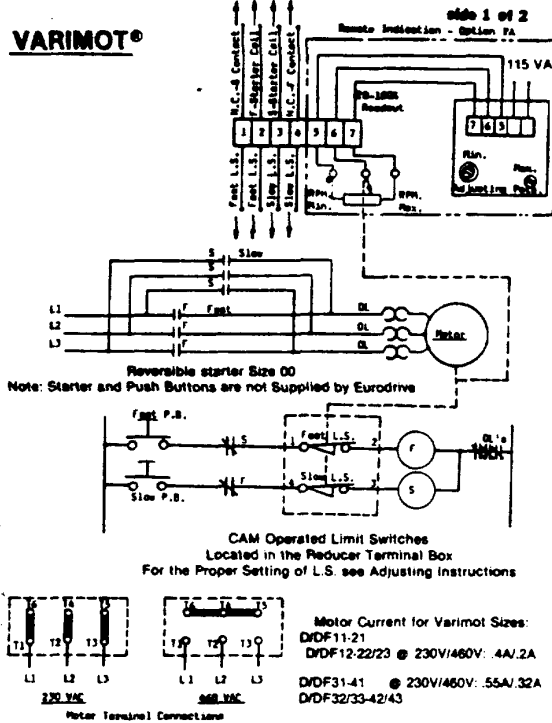 side 1 of 2
VARIMOT®
Remote Indication - Option FA
115 VA
N.C.-S Contact
F-Starter Coil
S-Starter Coil
N.C.-F Contact
Readout
1 2 3 4 5 6 7
7 6 5
Fast L.S.
Fast L.S.
Slow L.S.
Slow L.S.
RPM. Min.
RPM. Max.
Min.
Max.
Adjusting Pots.
S Slow
S
S
L1 F Fast OL
L2 F OL
L3 F OL
Motor
Reversible starter Size 00
Note: Starter and Push Buttons are not Supplied by Eurodrive
Fast P.B.
S 1 Fast L.S. 2 F OL's
F 4 Slow L.S. 3 S
Slow P.B.
CAM Operated Limit Switches
Located in the Reducer Terminal Box
For the Proper Setting of L.S. see Adjusting Instructions
T6 T4 T5
T1 T2 T3
L1 L2 L3
230 VAC
T6 T4 T5
T1 T2 T3
L1 L2 L3
460 VAC
Motor Terminal Connections
Motor Current for Varimot Sizes:
D/DF11-21
D/DF12-22/23 @ 230V/460V: .4A/.2A
D/DF31-41 @ 230V/460V: .55A/.32A
D/DF32/33-42/43